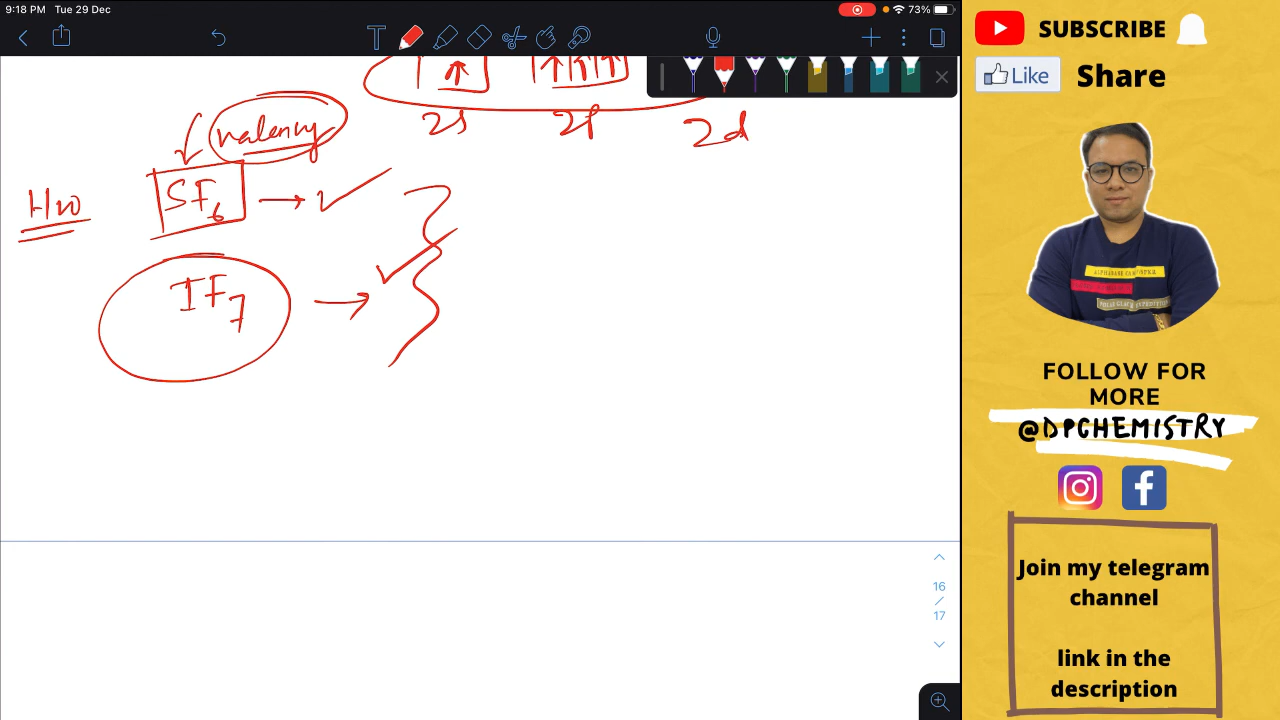 9:18 PM Tue 29 Dec
73%
2s 2p 2d
valency
Hw SF6 → ✓
IF7 → ✓
16
/
17
SUBSCRIBE
Like Share
FOLLOW FOR
MORE
@DPCHEMISTRY
Join my telegram
channel
link in the
description